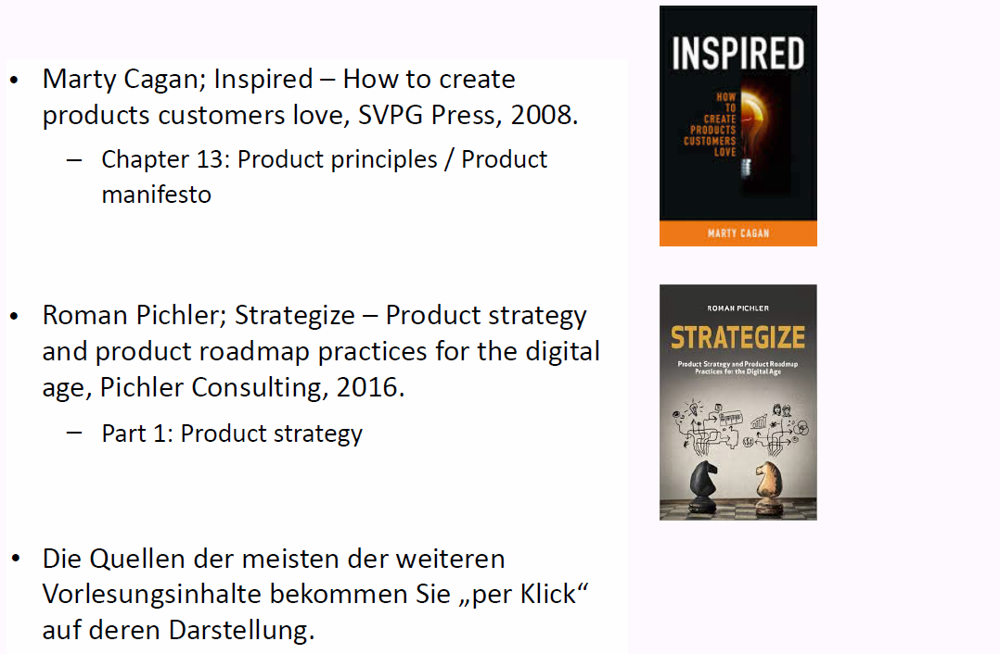 • Marty Cagan; Inspired – How to create
products customers love, SVPG Press, 2008.
– Chapter 13: Product principles / Product
manifesto
INSPIRED
HOW
TO
CREATE
PRODUCTS
CUSTOMERS
LOVE
MARTY CAGAN
• Roman Pichler; Strategize – Product strategy
and product roadmap practices for the digital
age, Pichler Consulting, 2016.
– Part 1: Product strategy
ROMAN PICHLER
STRATEGIZE
Product Strategy and Product Roadmap
Practices for the Digital Age
• Die Quellen der meisten der weiteren
Vorlesungsinhalte bekommen Sie „per Klick“
auf deren Darstellung.